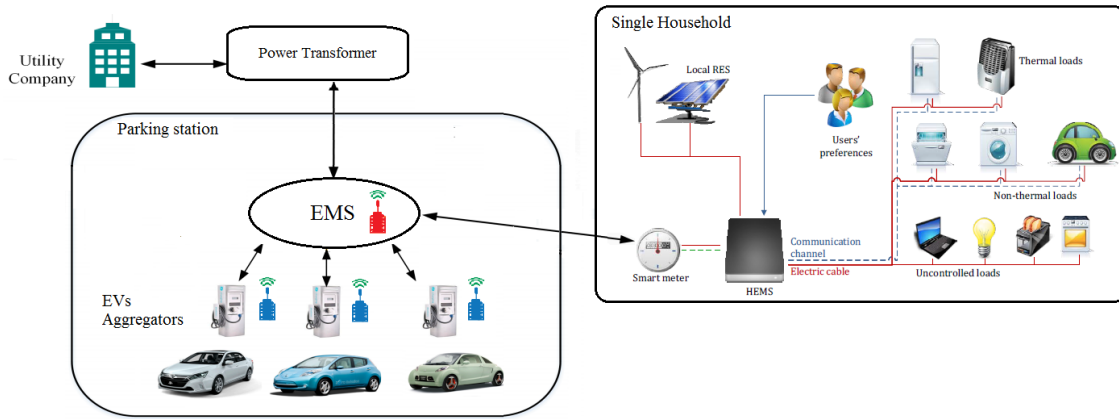 Utility
Company
Power Transformer
Parking station
EMS
EVs
Aggregators
Single Household
Local RES
Users'
preferences
Thermal loads
Non-thermal loads
Smart meter
HEMS
Communication
channel
Electric cable
Uncontrolled loads